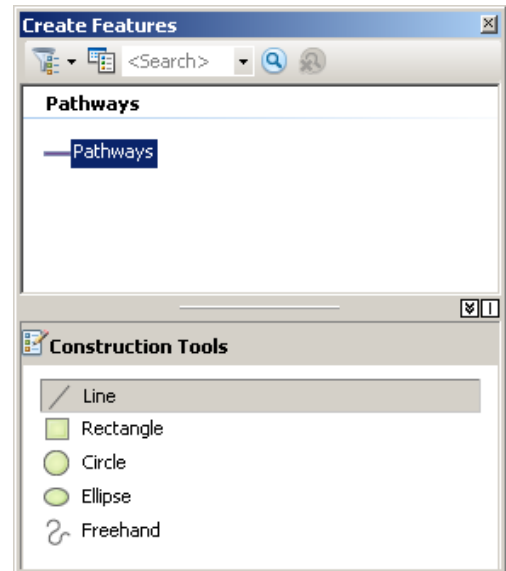 Create Features
<Search>
Pathways
Pathways
Construction Tools
Line
Rectangle
Circle
Ellipse
Freehand